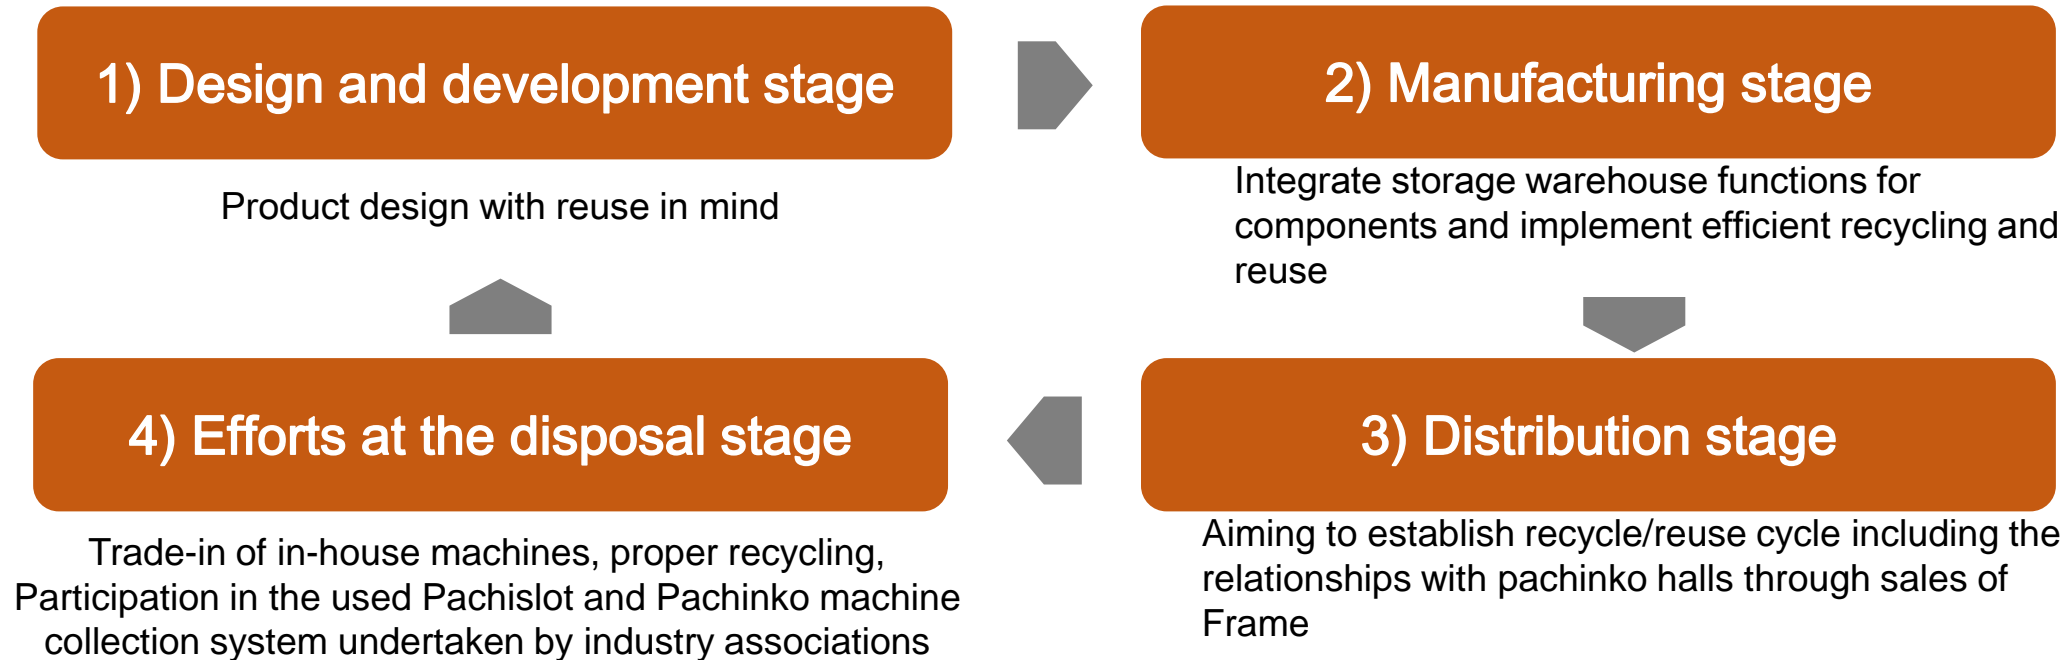 1) Design and development stage
Product design with reuse in mind
2) Manufacturing stage
Integrate storage warehouse functions for
components and implement efficient recycling and
reuse
3) Distribution stage
Aiming to establish recycle/reuse cycle including the
relationships with pachinko halls through sales of
Frame
4) Efforts at the disposal stage
Trade-in of in-house machines, proper recycling,
Participation in the used Pachislot and Pachinko machine
collection system undertaken by industry associations